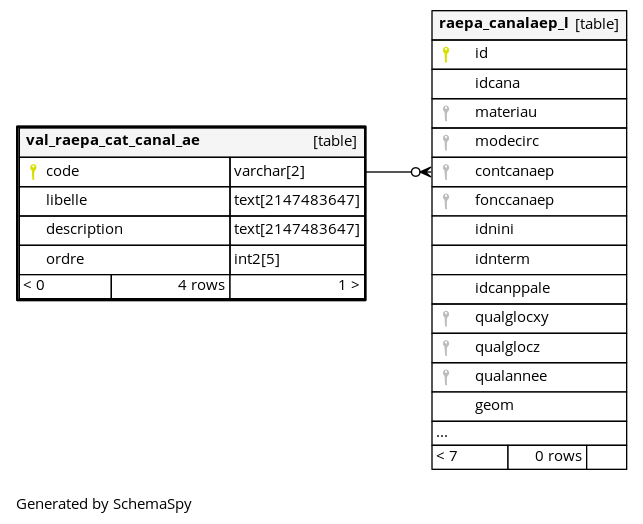 raepa_canalaep_l [table]
id
idcana
materiau
modecirc
contcanaep
fonccanaep
idnini
idnterm
idcanppale
qualglocxy
qualglocz
qualannee
geom
...
< 7 0 rows
val_raepa_cat_canal_ae [table]
code varchar[2]
libelle text[2147483647]
description text[2147483647]
ordre int2[5]
< 0 4 rows 1 >
Generated by SchemaSpy